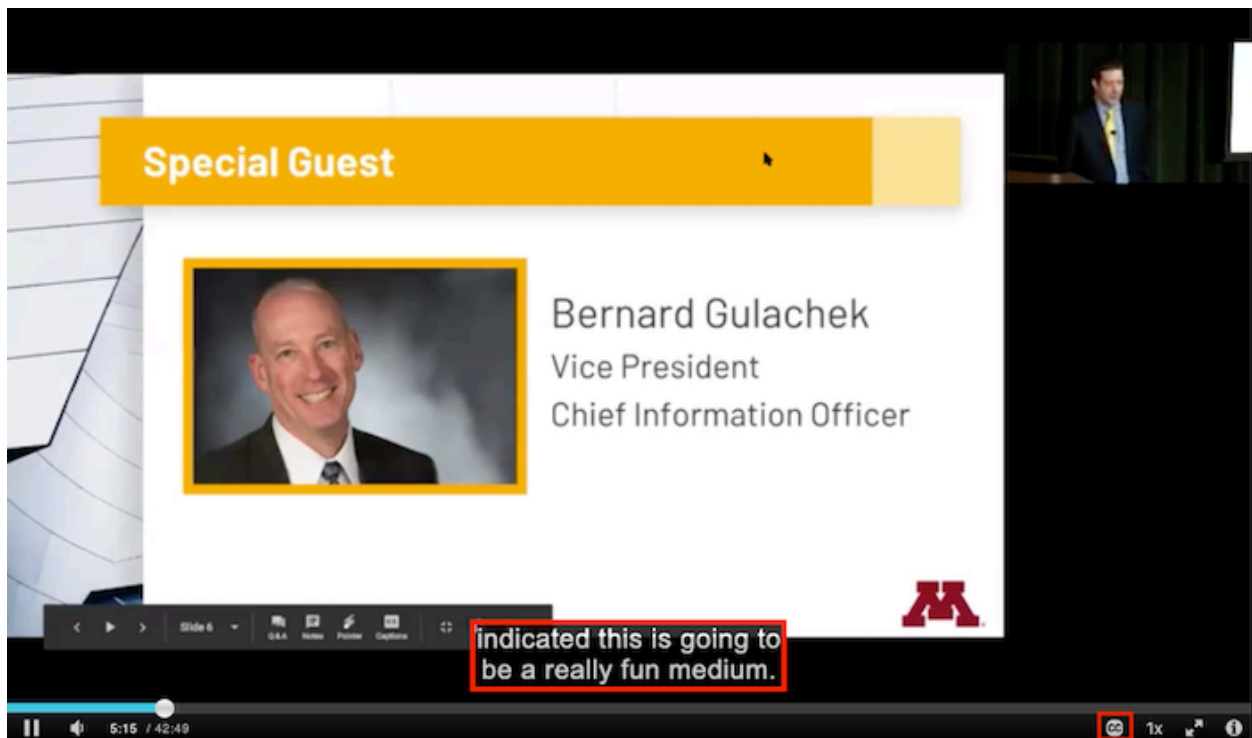 Special Guest
Bernard Gulachek
Vice President
Chief Information Officer
M
Slide 6
Q&A Notes Pointer Captions
indicated this is going to
be a really fun medium.
5:15 / 42:49
CC 1x